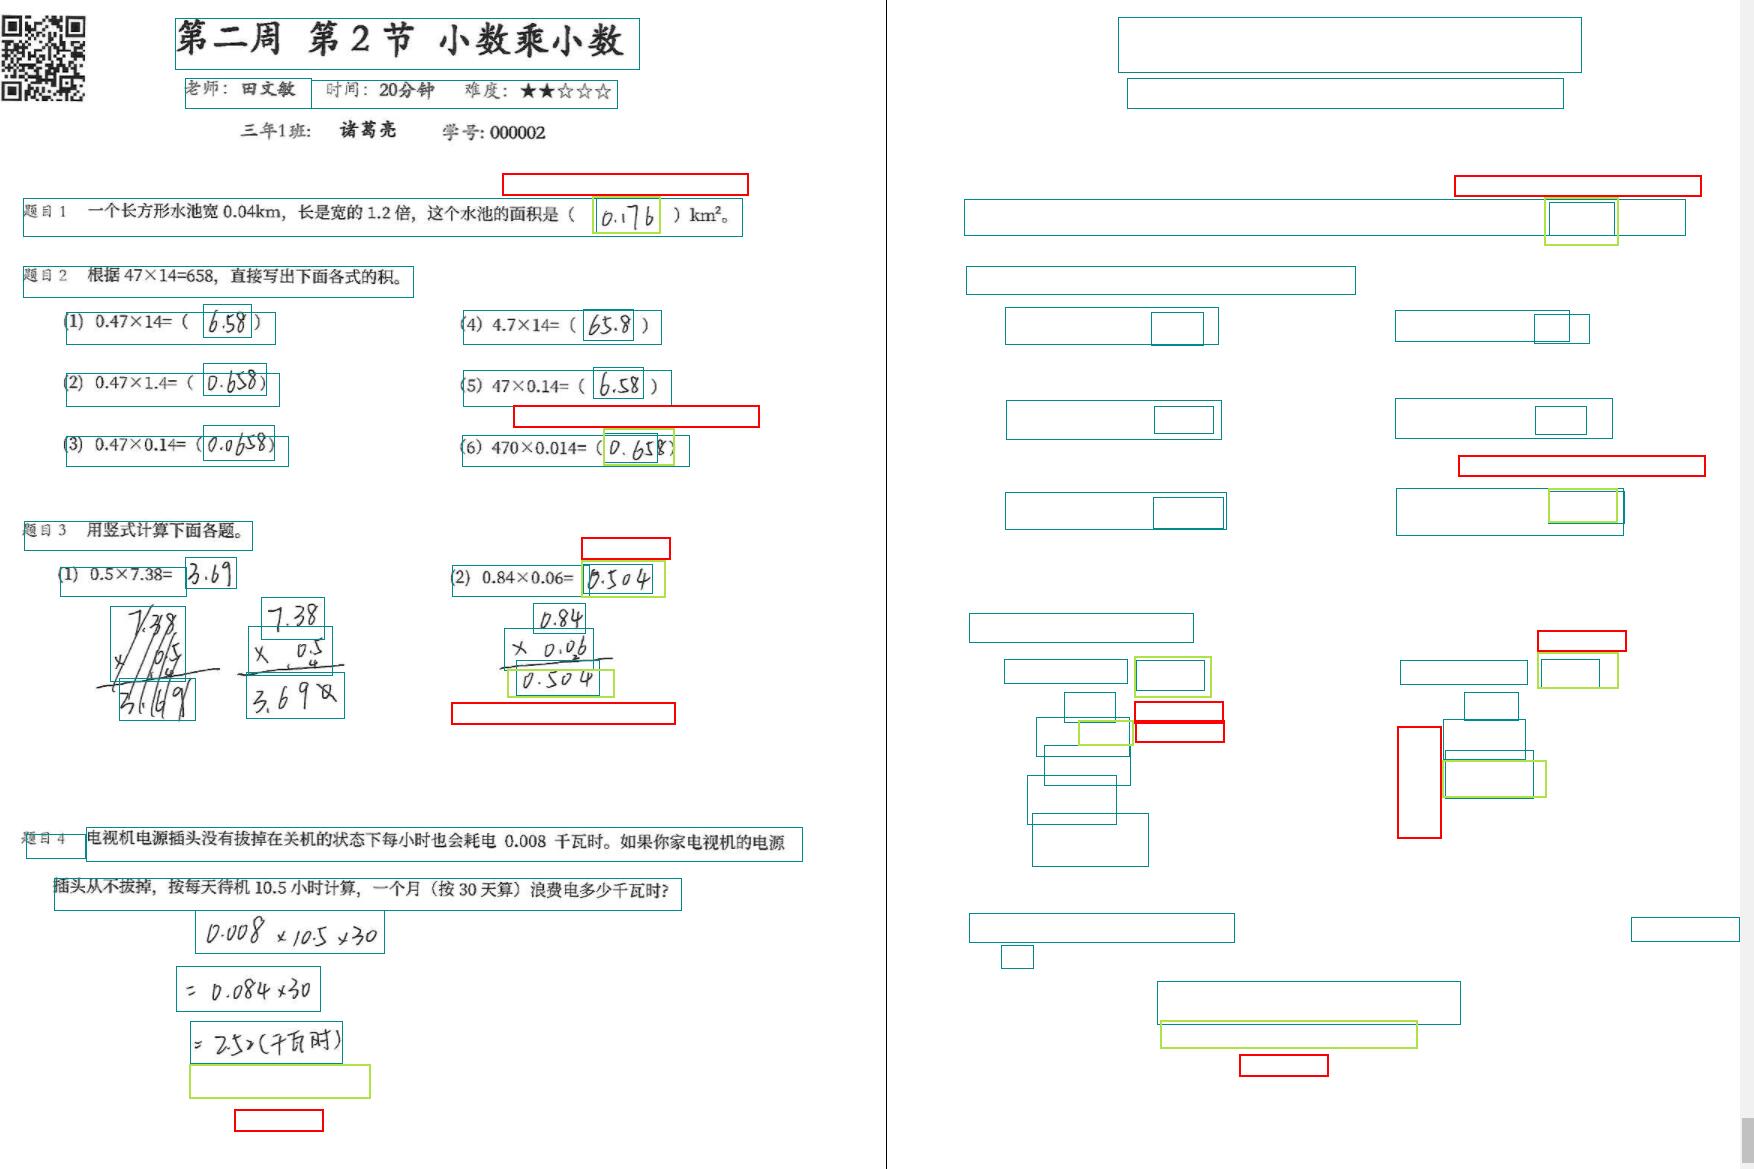 第二周 第2节 小数乘小数
老师：田文敏 时间：20分钟 难度：★★☆☆☆
三年1班: 诸葛亮 学号: 000002
题目1 一个长方形水池宽 0.04km，长是宽的 1.2 倍，这个水池的面积是（ 0.176 ）km²。
题目2 根据 47×14=658，直接写出下面各式的积。
(1) 0.47×14=（ 6.58 ） (4) 4.7×14=（ 65.8 ）
(2) 0.47×1.4=（ 0.658 ） (5) 47×0.14=（ 6.58 ）
(3) 0.47×0.14=（ 0.0658 ） (6) 470×0.014=（ 0.658 ）
题目3 用竖式计算下面各题。
(1) 0.5×7.38= 3.69 (2) 0.84×0.06= 0.504
7.38 7.38 0.84
× 0.5 × 0.5 × 0.06
4 4 2
3.69 3.690 0.504
题目4 电视机电源插头没有拔掉在关机的状态下每小时也会耗电 0.008 千瓦时。如果你家电视机的电源
插头从不拔掉，按每天待机 10.5 小时计算，一个月（按 30 天算）浪费电多少千瓦时?
0.008 ×10.5 ×30
= 0.084 ×30
= 2.52(千瓦时)